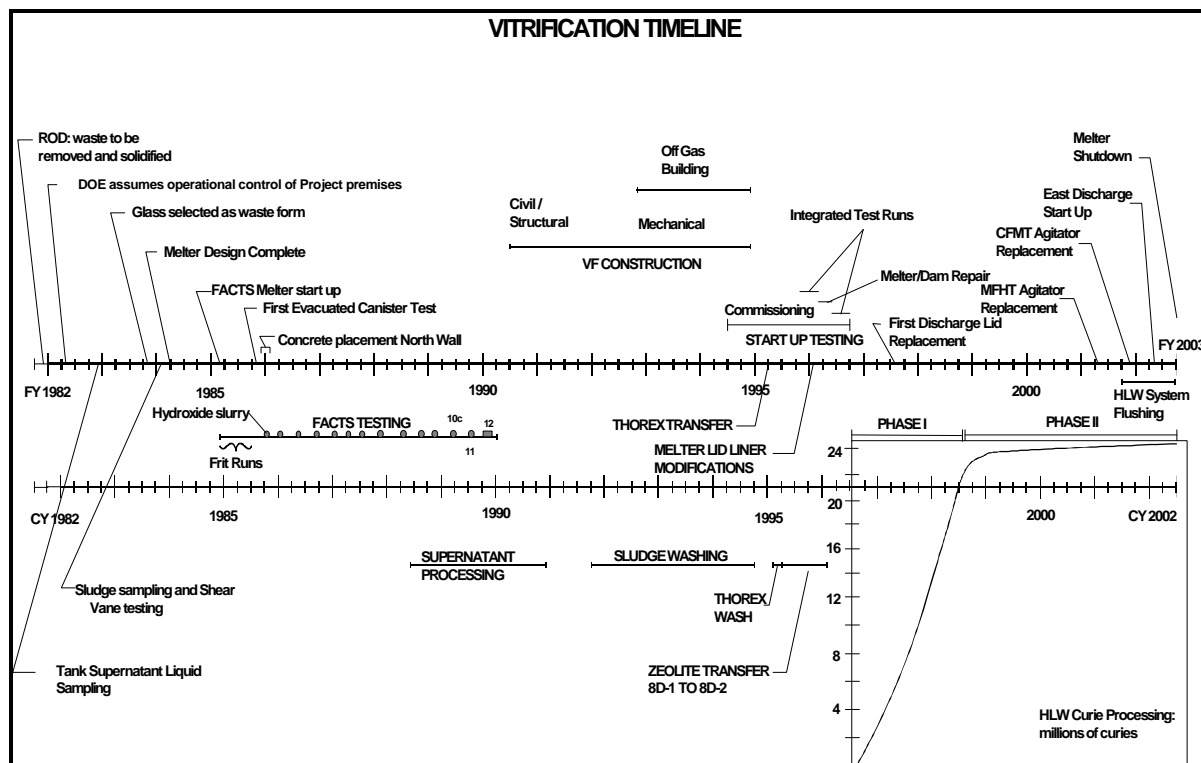 VITRIFICATION TIMELINE
ROD: waste to be
removed and solidified
DOE assumes operational control of Project premises
Glass selected as waste form
Melter Design Complete
FACTS Melter start up
First Evacuated Canister Test
Concrete placement North Wall
Civil /
Structural
Off Gas
Building
Mechanical
VF CONSTRUCTION
Integrated Test Runs
Melter/Dam Repair
Commissioning
START UP TESTING
First Discharge Lid
Replacement
Melter
Shutdown
East Discharge
Start Up
CFMT Agitator
Replacement
MFHT Agitator
Replacement
FY 2003
FY 1982
1985
1990
1995
2000
HLW System
Flushing
Hydroxide slurry
FACTS TESTING
10c
12
11
Frit Runs
THOREX TRANSFER
MELTER LID LINER
MODIFICATIONS
PHASE I
PHASE II
24
20
16
12
8
4
CY 1982
1985
1990
1995
2000
CY 2002
SUPERNATANT
PROCESSING
SLUDGE WASHING
THOREX
WASH
ZEOLITE TRANSFER
8D-1 TO 8D-2
Sludge sampling and Shear
Vane testing
Tank Supernatant Liquid
Sampling
HLW Curie Processing:
millions of curies